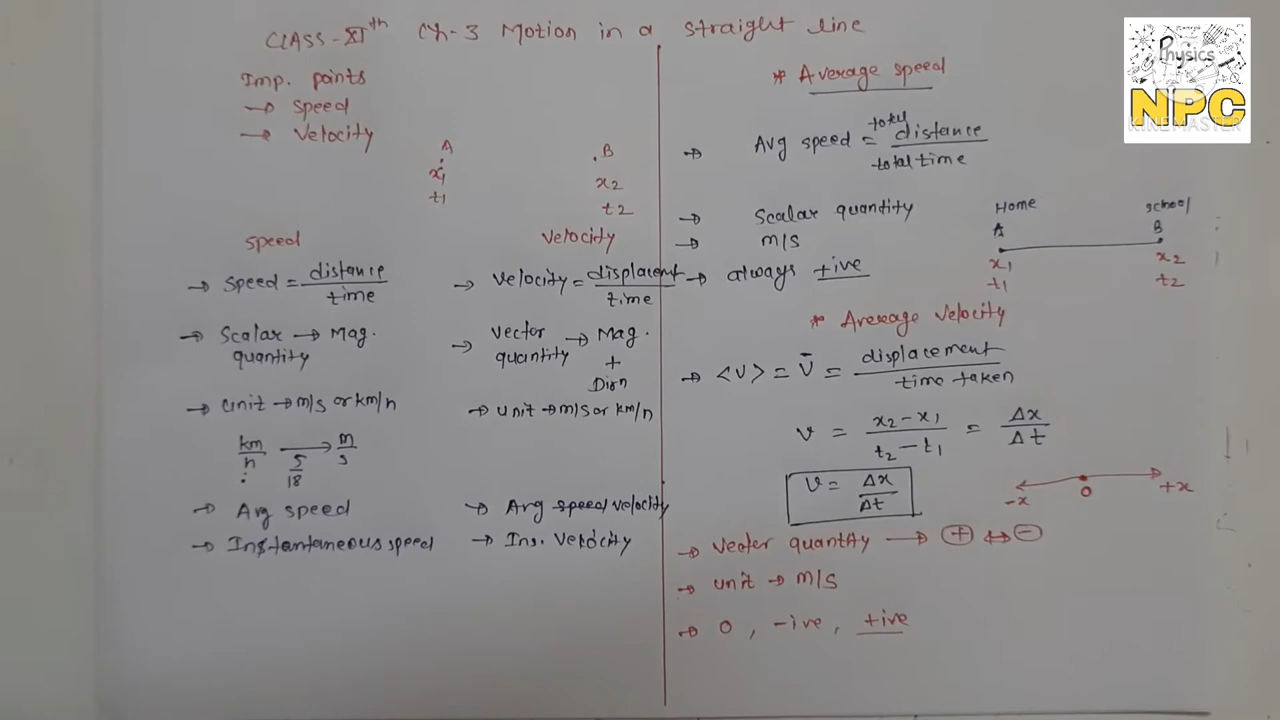 CLASS-XIth Ch-3 Motion in a straight line
Imp. points
→ Speed
→ Velocity
A
x1
t1
.B
x2
t2
Speed
→ Speed = distance / time
→ Scalar → Mag.
quantity
→ unit → m/s or km/h
km/h → 5/18 m/s
→ Avg speed
→ Instantaneous speed
Velocity
→ Velocity = displacemt / time
→ Vector → Mag.
quantity +
Dirn
→ unit → m/s or km/h
→ Avg speed velocity
→ Ins. Velocity
* Average speed
→ Avg speed = total distance / total time
→ Scalar quantity
→ m/s
→ always +ive
Home
A
x1
t1
school
B
x2
t2
* Average Velocity
→ <V> = V̄ = displacement / time taken
v = x2-x1 / t2-t1 = Δx / Δt
v = Δx / Δt
-x 0 +x
→ Vector quantity → + ↔ -
→ unit → m/s
→ 0, -ive, +ive
Physics
NPC
KINEMASTER